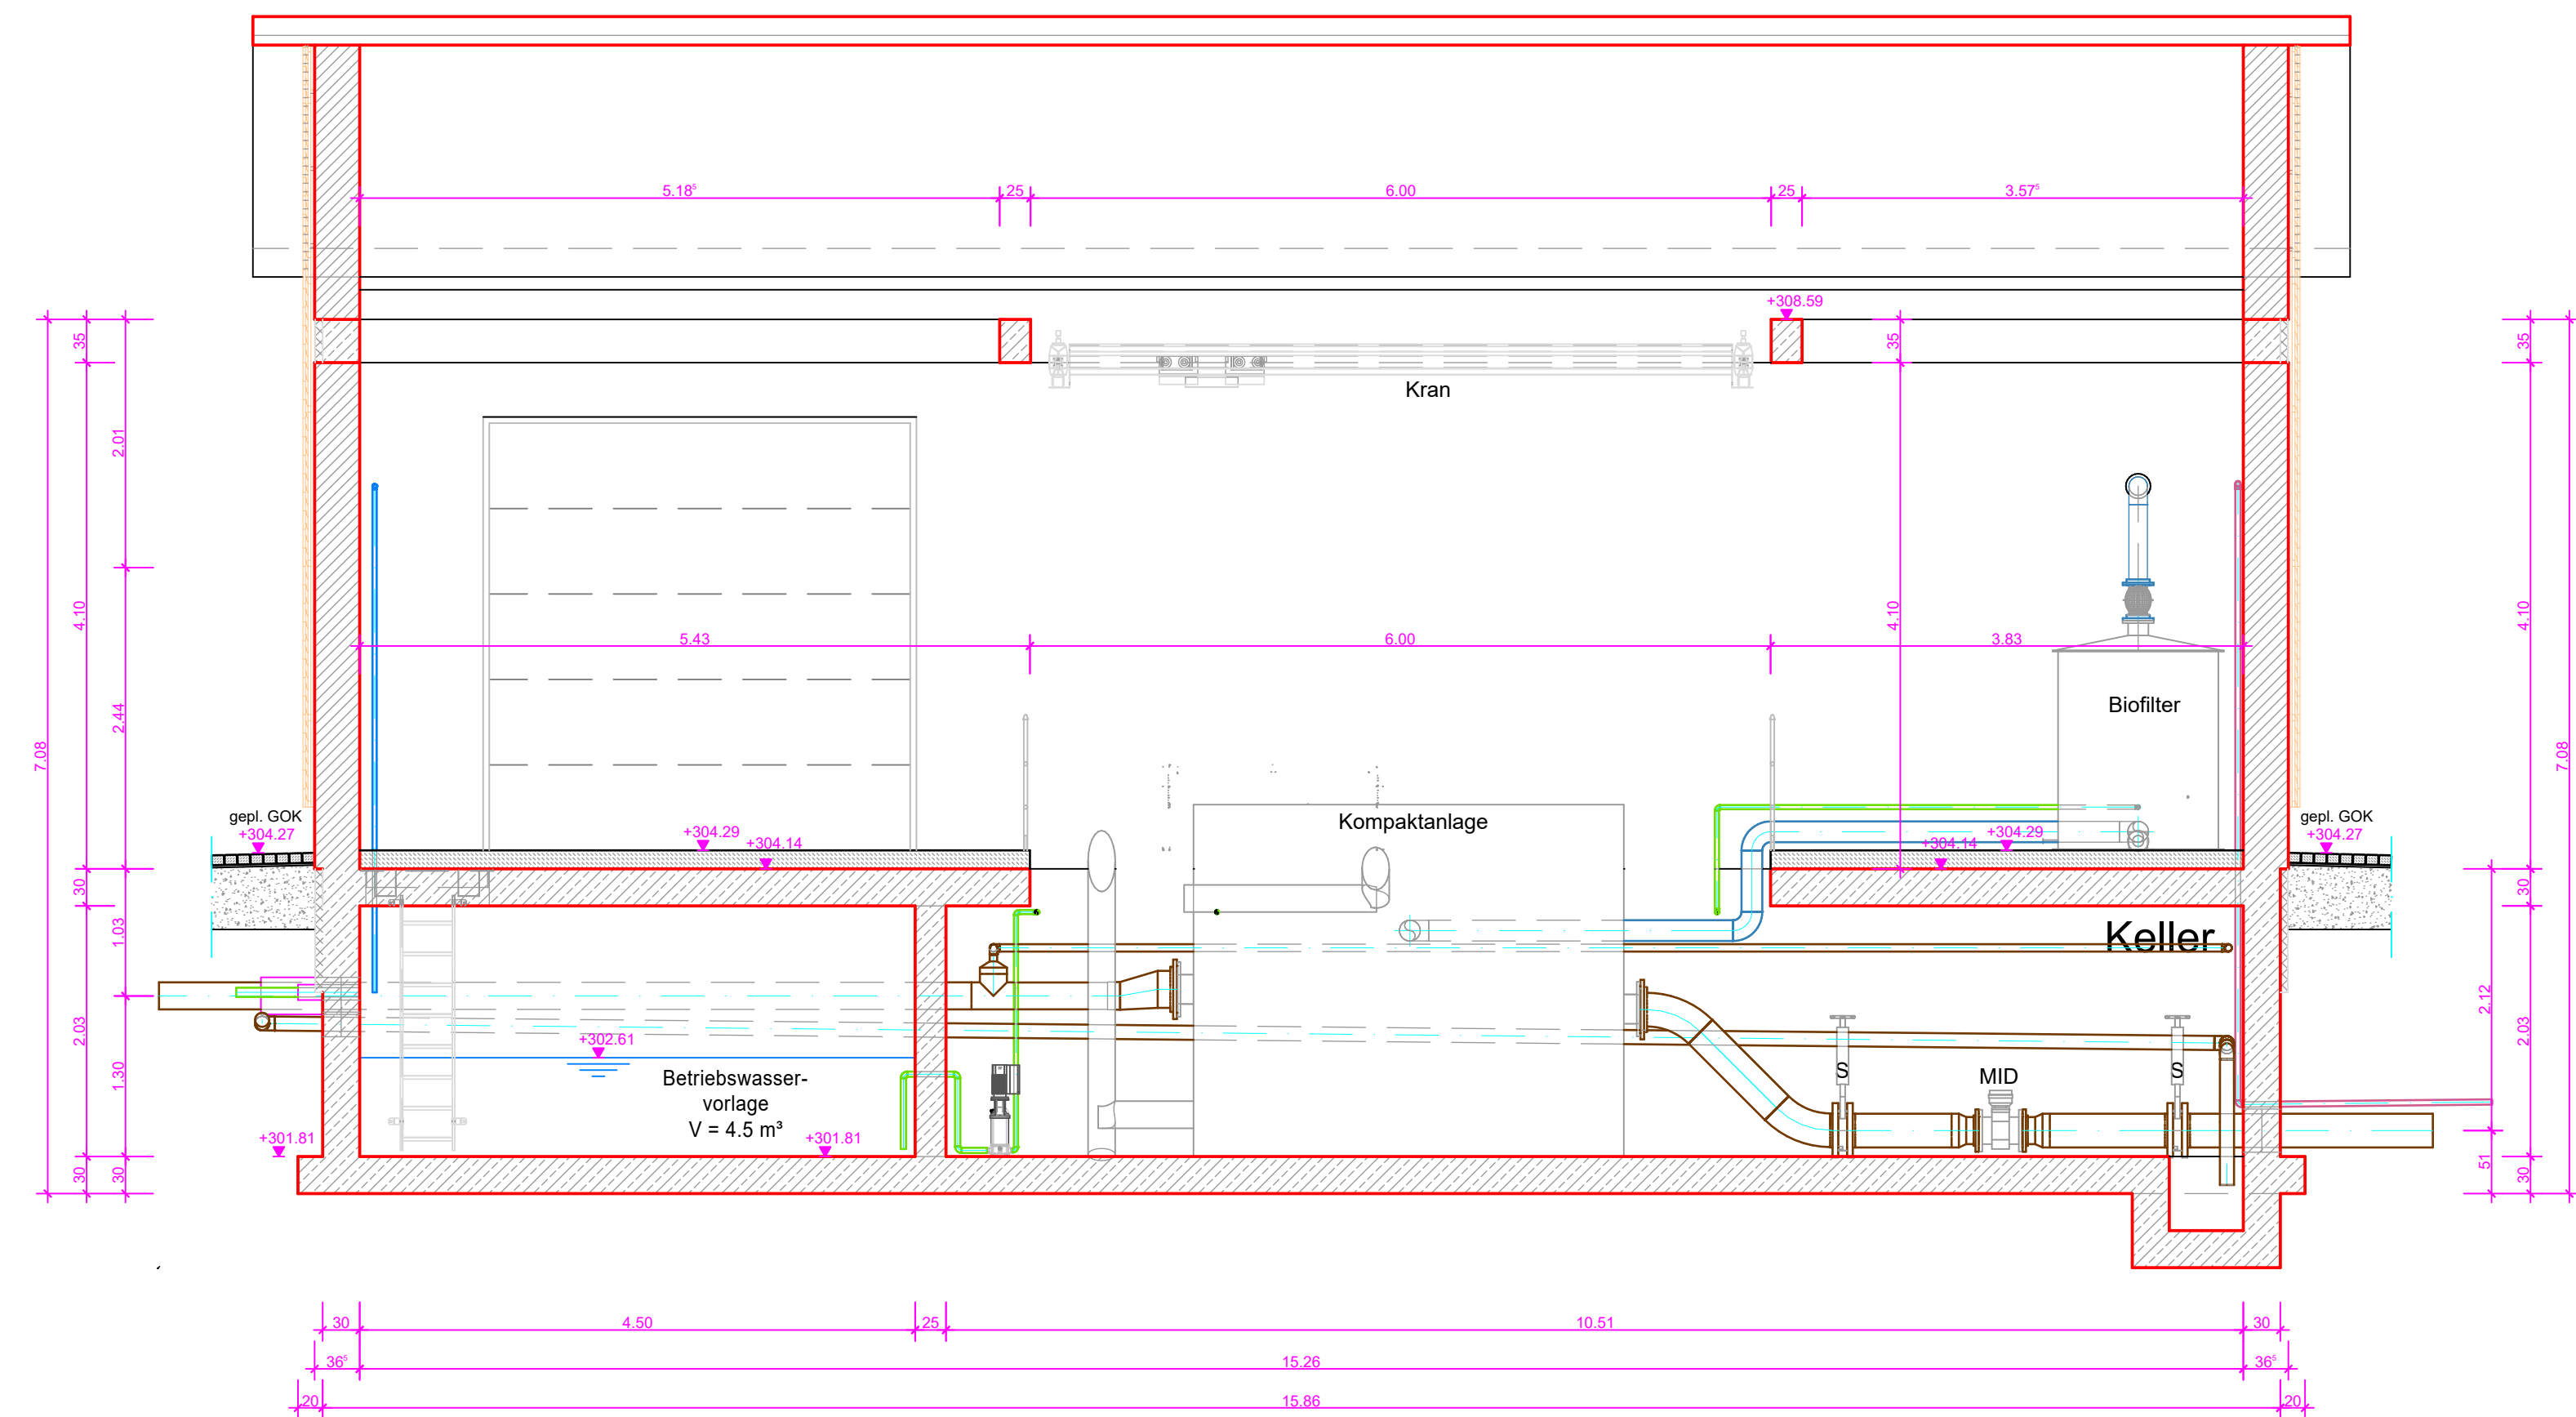 5.18⁵ 25 6.00 25 3.57⁵
+308.59
35 35 35
Kran
2.01
4.10 4.10 4.10
5.43 6.00 3.83
Biofilter
2.44
7.08 7.08
gepl. GOK
+304.27
+304.29
+304.14
Kompaktanlage
+304.29
+304.14
gepl. GOK
+304.27
30 30
1.03
Keller
2.12
2.03 2.03
+302.61
1.30
Betriebswasser-
vorlage
V = 4.5 m³
S MID S
+301.81 +301.81
30 30 51 30
30 4.50 25 10.51 30
36⁵ 15.26 36⁵
20 15.86 20